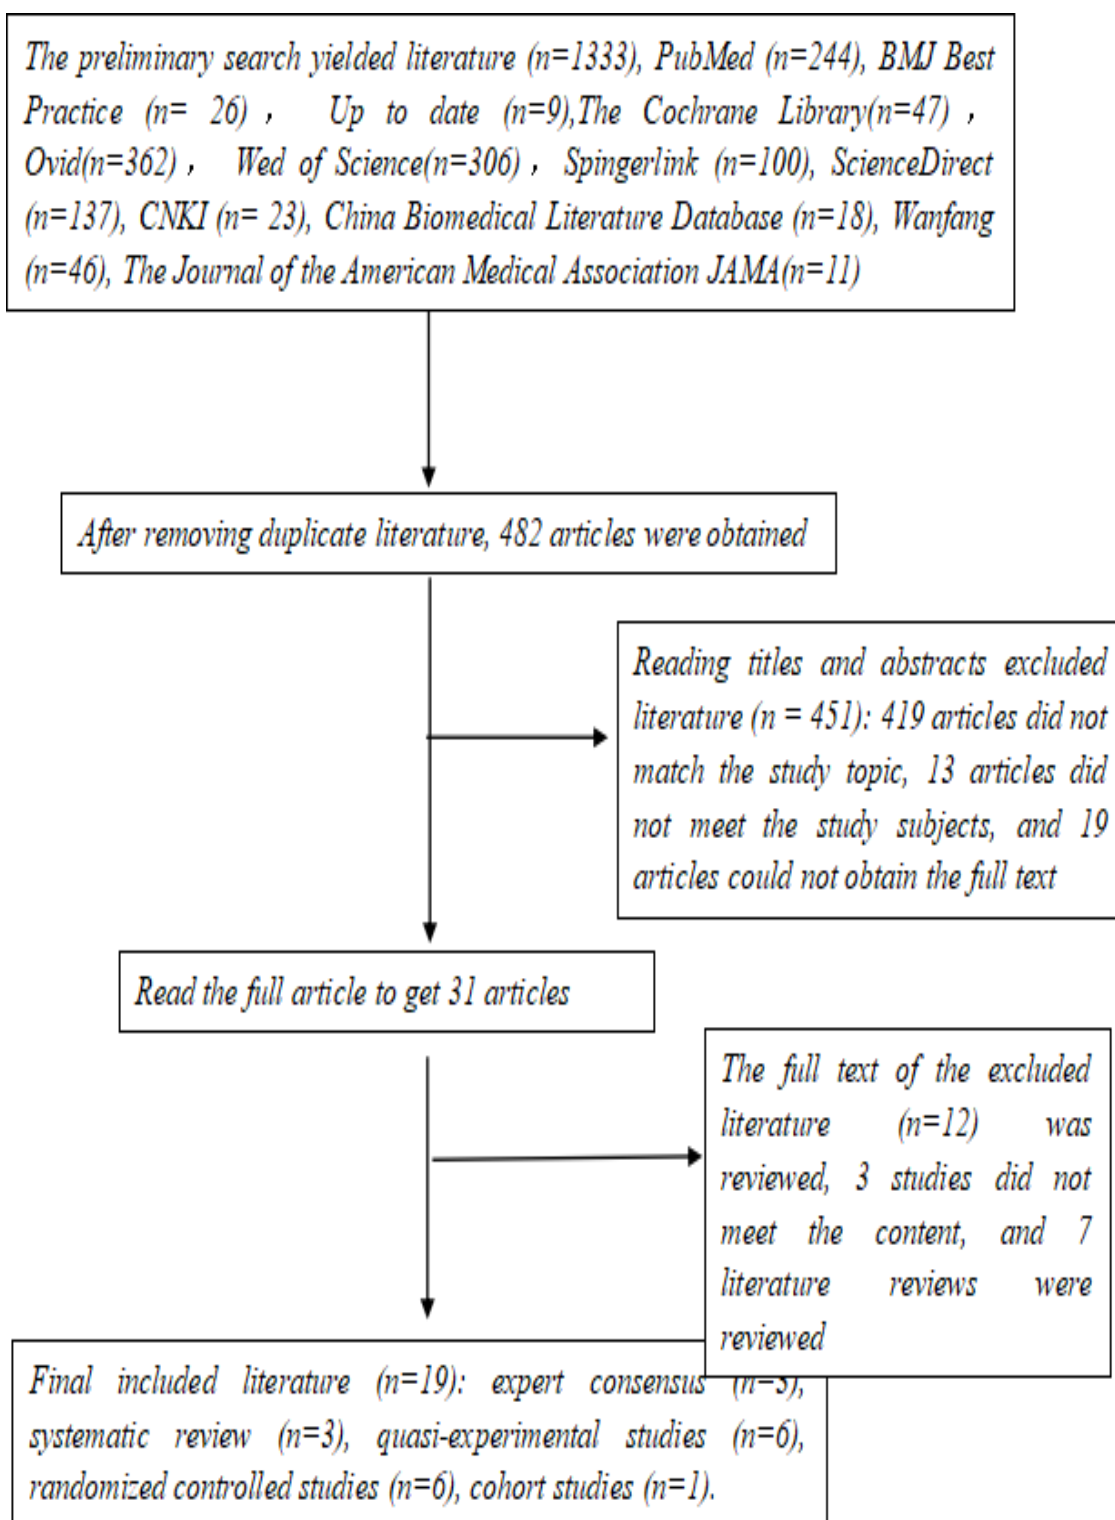 The preliminary search yielded literature (n=1333), PubMed (n=244), BMJ Best
Practice (n= 26) ， Up to date (n=9),The Cochrane Library(n=47) ，
Ovid(n=362) ， Wed of Science(n=306) ， Spingerlink (n=100), ScienceDirect
(n=137), CNKI (n= 23), China Biomedical Literature Database (n=18), Wanfang
(n=46), The Journal of the American Medical Association JAMA(n=11)
After removing duplicate literature, 482 articles were obtained
Reading titles and abstracts excluded
literature (n = 451): 419 articles did not
match the study topic, 13 articles did
not meet the study subjects, and 19
articles could not obtain the full text
Read the full article to get 31 articles
The full text of the excluded
literature (n=12) was
reviewed, 3 studies did not
meet the content, and 7
literature reviews were
reviewed
Final included literature (n=19): expert consensus
systematic review (n=3), quasi-experimental studies (n=6),
randomized controlled studies (n=6), cohort studies (n=1).